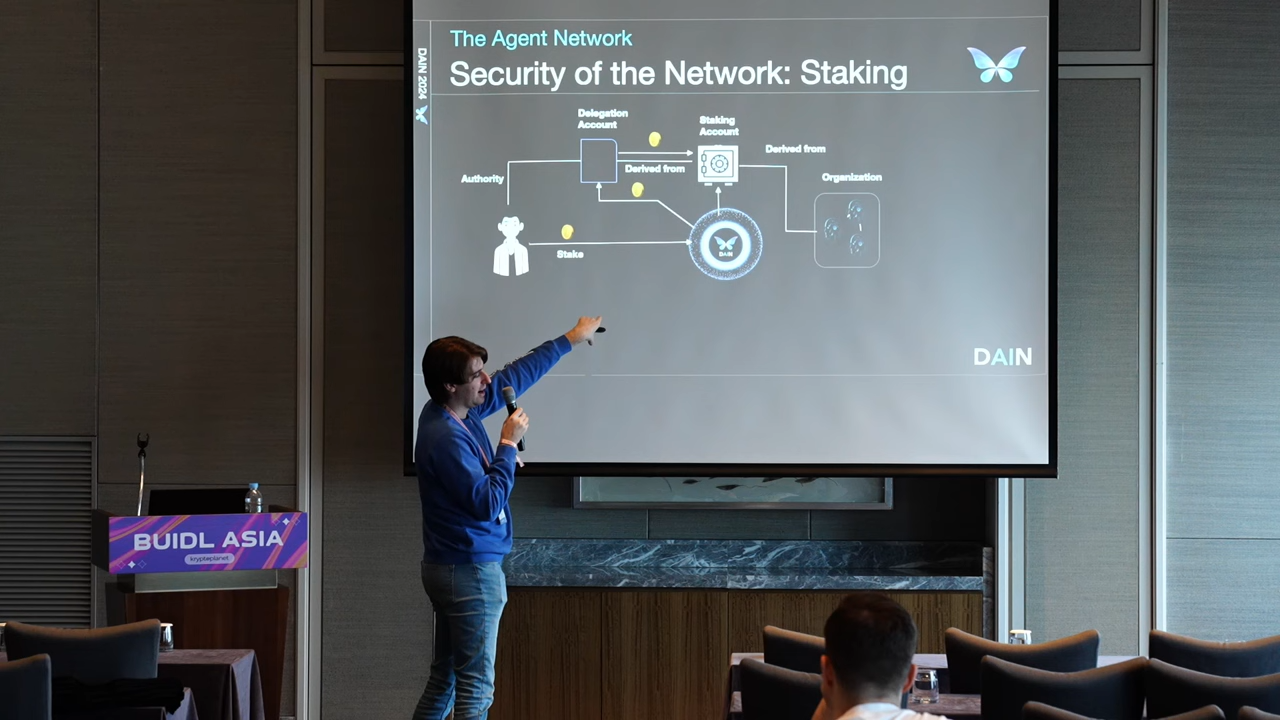 The Agent Network
Security of the Network: Staking
DAIN 2024
Delegation
Account
Staking
Account
Derived from
Derived from
Authority
Organization
Stake
DAIN
DAIN
BUIDL ASIA
kryptoplanet